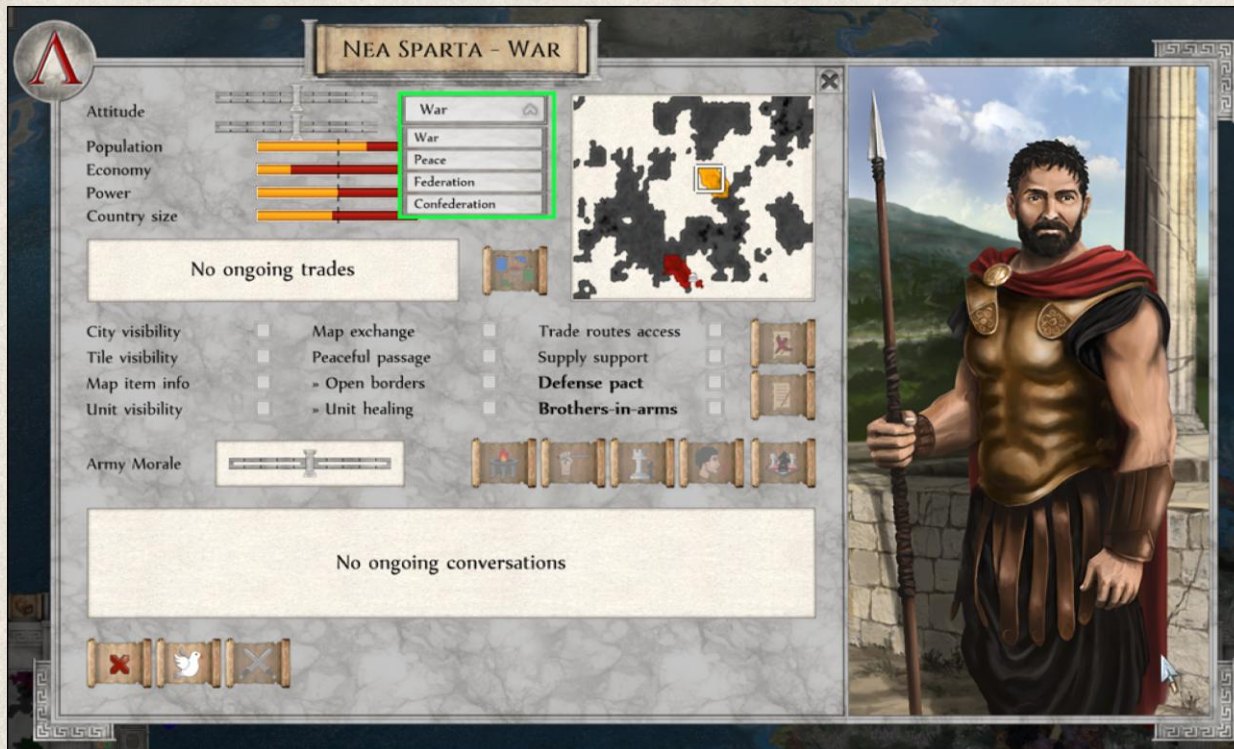 Λ
NEA SPARTA - WAR
Attitude
Population
Economy
Power
Country size
War
War
Peace
Federation
Confederation
No ongoing trades
City visibility
Tile visibility
Map item info
Unit visibility
Map exchange
Peaceful passage
» Open borders
» Unit healing
Trade routes access
Supply support
Defense pact
Brothers-in-arms
Army Morale
No ongoing conversations